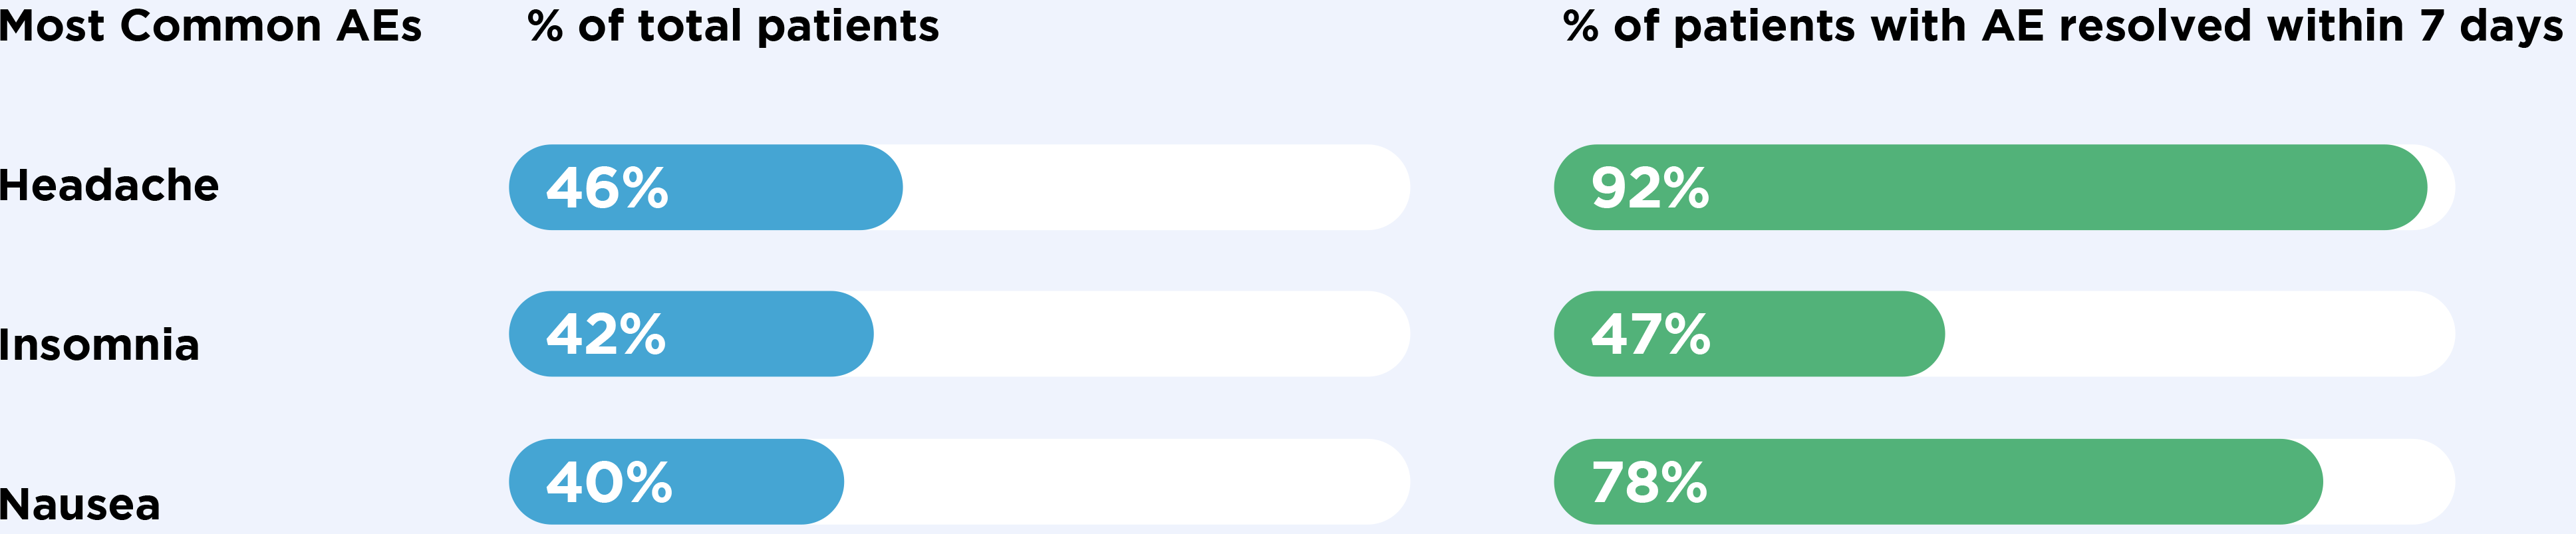 Most Common AEs % of total patients % of patients with AE resolved within 7 days
Headache 46% 92%
Insomnia 42% 47%
Nausea 40% 78%